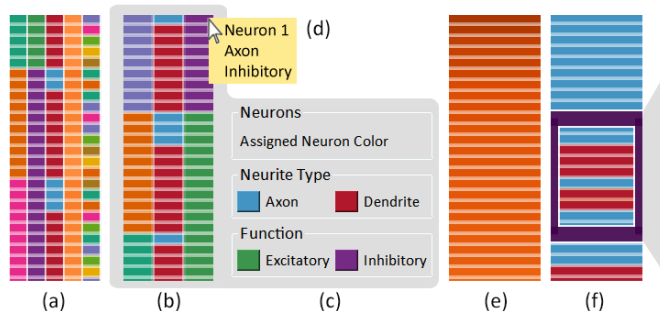 Neuron 1
Axon
Inhibitory
(d)
Neurons
Assigned Neuron Color
Neurite Type
Axon Dendrite
Function
Excitatory Inhibitory
(a) (b) (c) (e) (f)